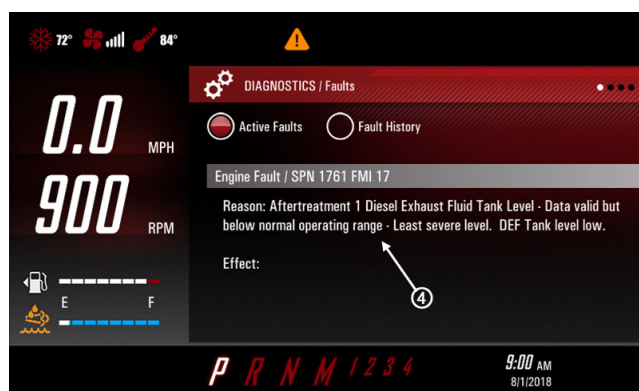 72° 84°
DIAGNOSTICS / Faults
Active Faults Fault History
0.0 MPH
Engine Fault / SPN 1761 FMI 17
900 RPM
Reason: Aftertreatment 1 Diesel Exhaust Fluid Tank Level - Data valid but
below normal operating range - Least severe level. DEF Tank level low.
Effect:
4
E F
P R N M 1 2 3 4
9:00 AM
8/1/2018